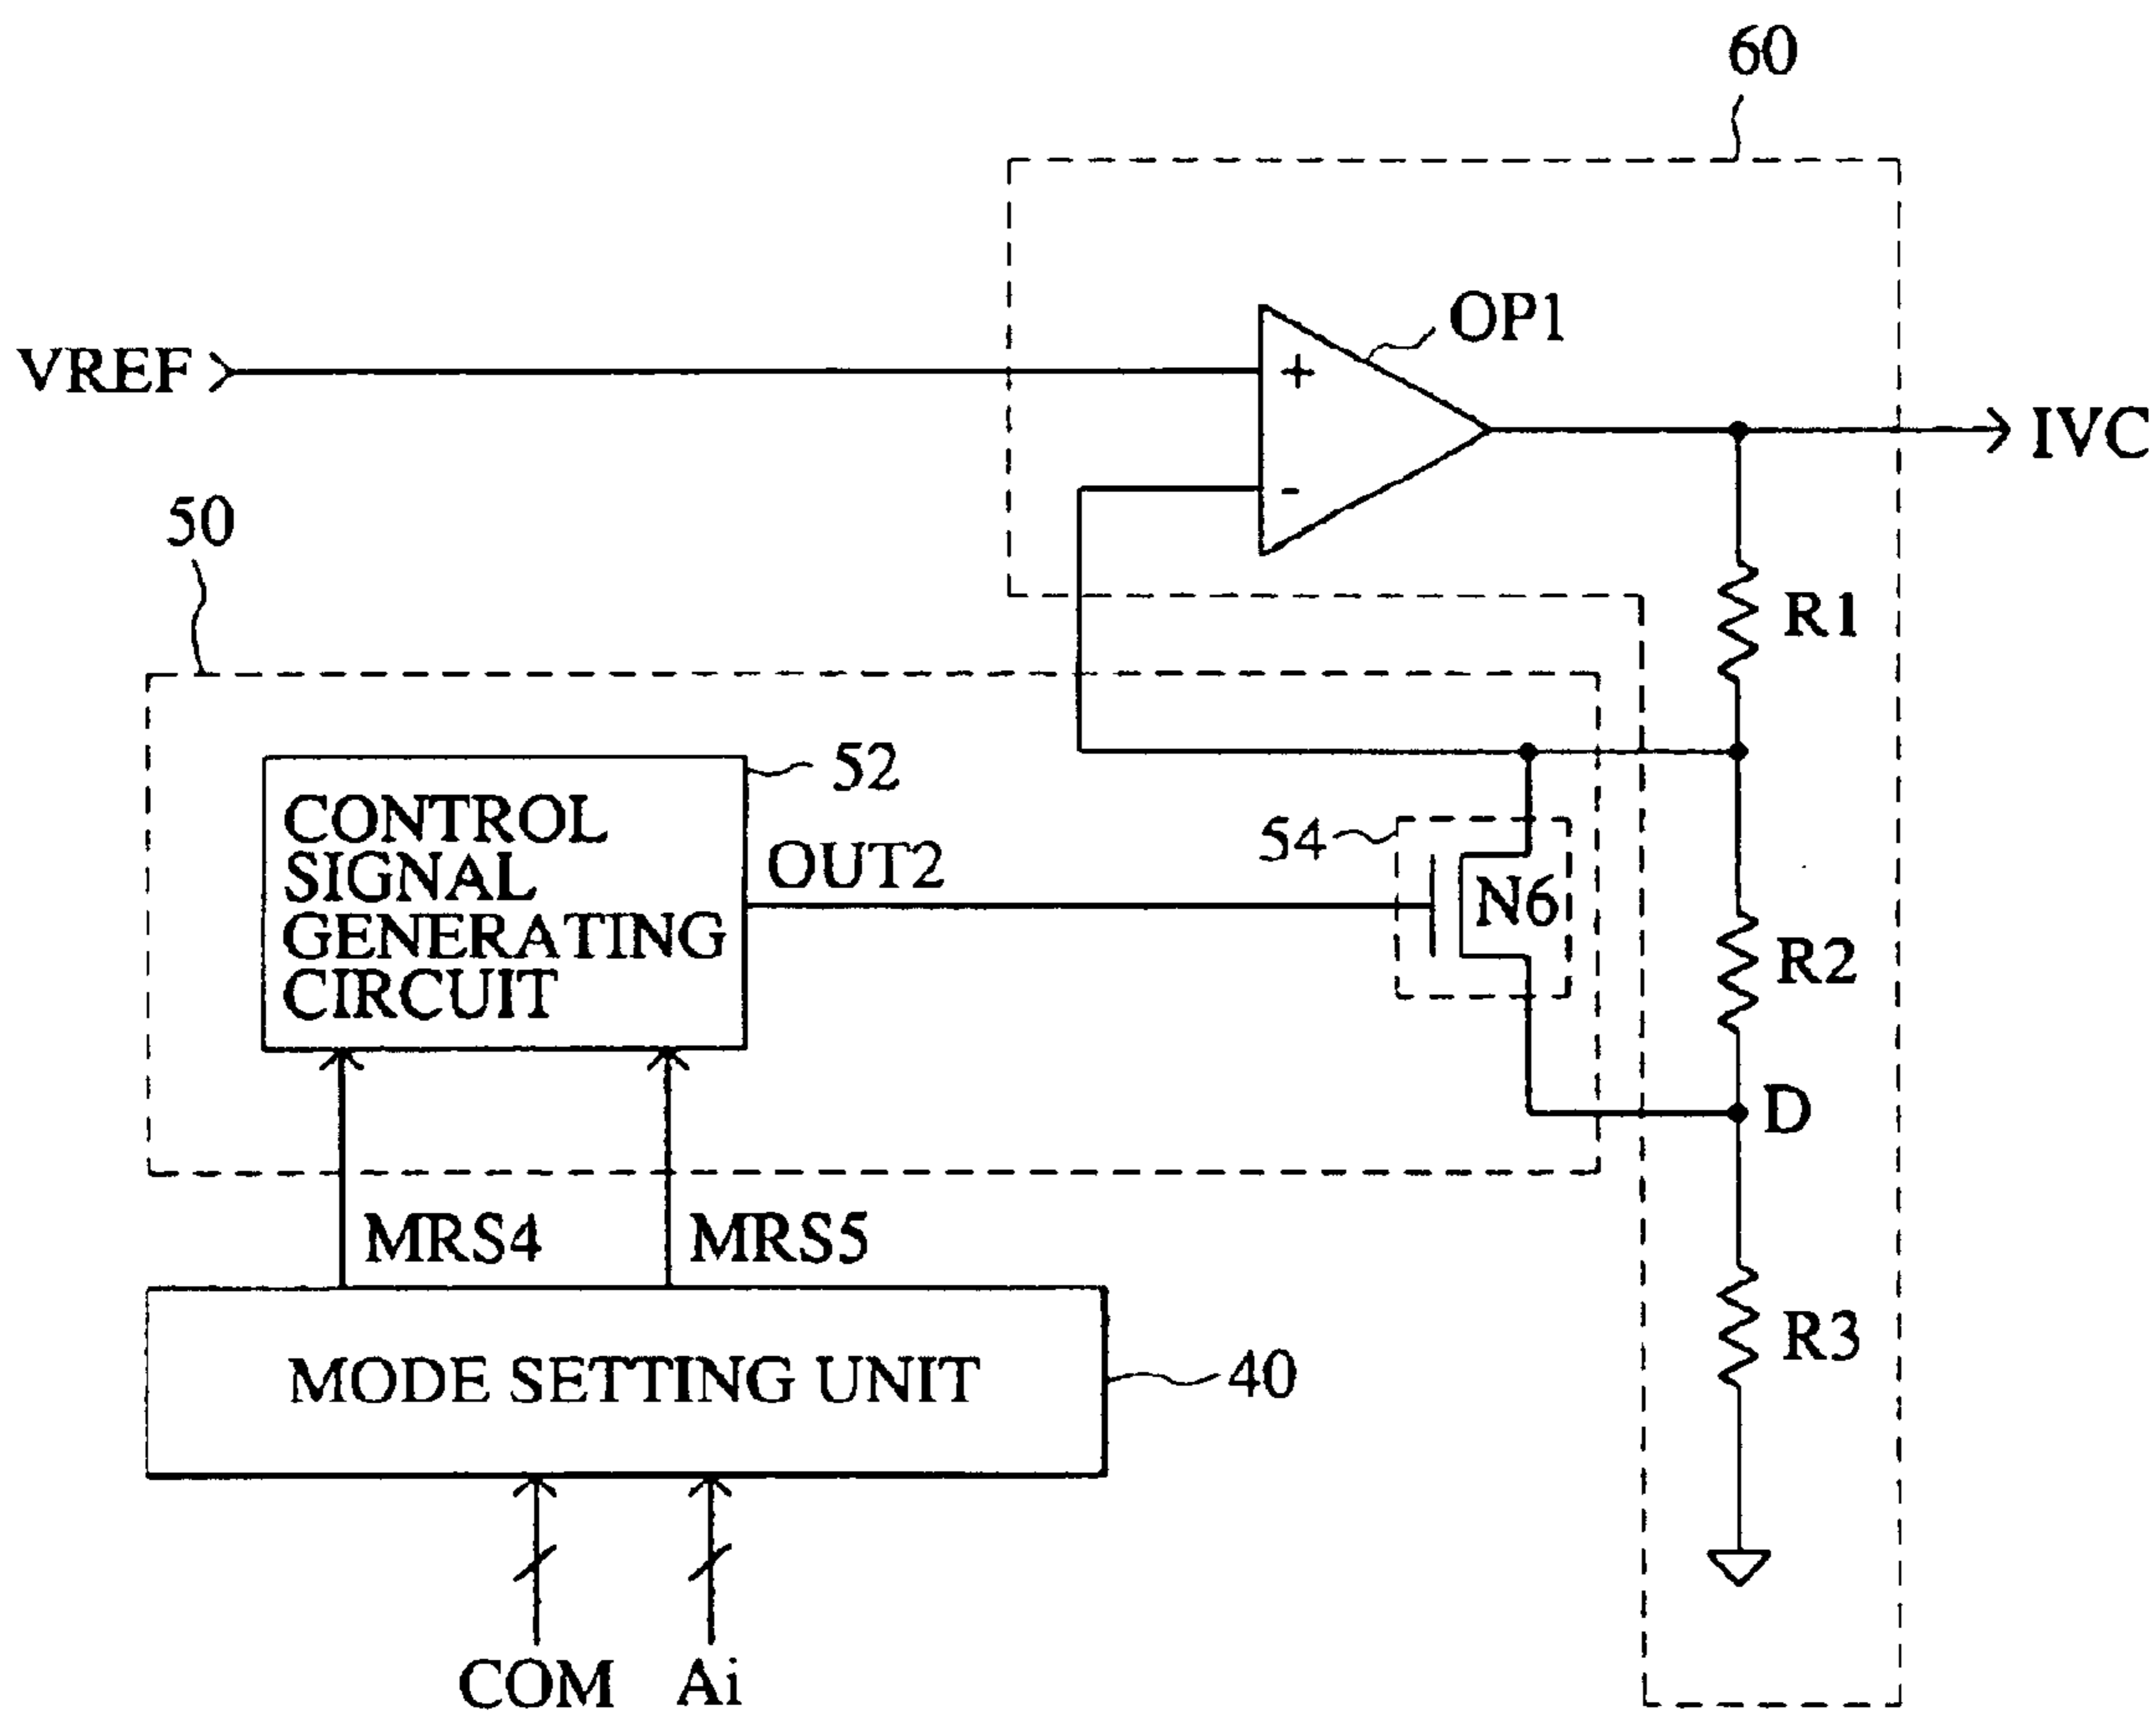 60
OP1
VREF
+
IVC
-
50
R1
52
CONTROL
SIGNAL
GENERATING
CIRCUIT
OUT2
54
N6
R2
D
MRS4
MRS5
R3
MODE SETTING UNIT
40
COM
Ai